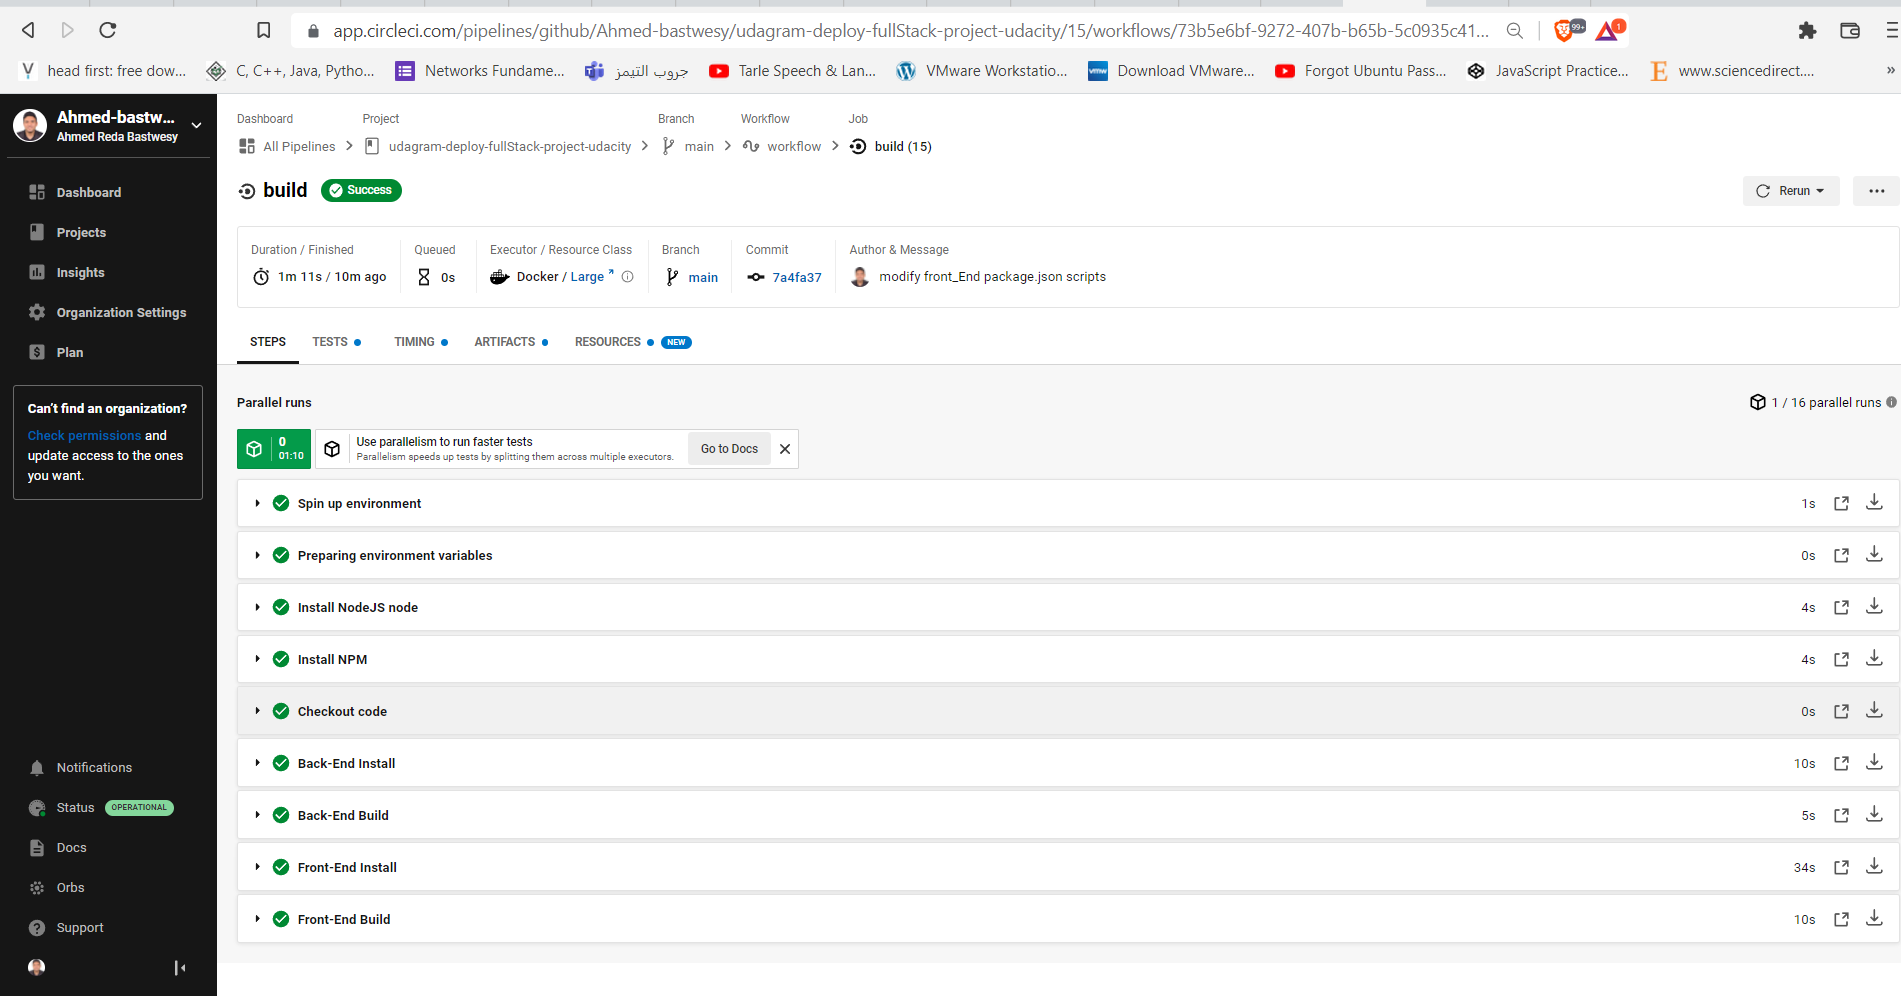 app.circleci.com/pipelines/github/Ahmed-bastwesy/udagram-deploy-fullStack-project-udacity/15/workflows/73b5e6bf-9272-407b-b65b-5c0935c41...
99+
1
head first: free dow...
C, C++, Java, Pytho...
Networks Fundame...
جروب التيمز
Tarle Speech & Lan...
VMware Workstatio...
vmw
Download VMware...
Forgot Ubuntu Pass...
JavaScript Practice...
www.sciencedirect....
»
Ahmed-bastw...
Ahmed Reda Bastwesy
Dashboard
Projects
Insights
Organization Settings
Plan
Can't find an organization?
Check permissions and
update access to the ones
you want.
Notifications
Status OPERATIONAL
Docs
Orbs
Support
Dashboard Project Branch Workflow Job
All Pipelines udagram-deploy-fullStack-project-udacity main workflow build (15)
build Success
Rerun
Duration / Finished
1m 11s / 10m ago
Queued
0s
Executor / Resource Class
Docker / Large
Branch
main
Commit
7a4fa37
Author & Message
modify front_End package.json scripts
STEPS TESTS TIMING ARTIFACTS RESOURCES NEW
Parallel runs
1 / 16 parallel runs
0
01:10
Use parallelism to run faster tests
Parallelism speeds up tests by splitting them across multiple executors.
Go to Docs
Spin up environment 1s
Preparing environment variables 0s
Install NodeJS node 4s
Install NPM 4s
Checkout code 0s
Back-End Install 10s
Back-End Build 5s
Front-End Install 34s
Front-End Build 10s